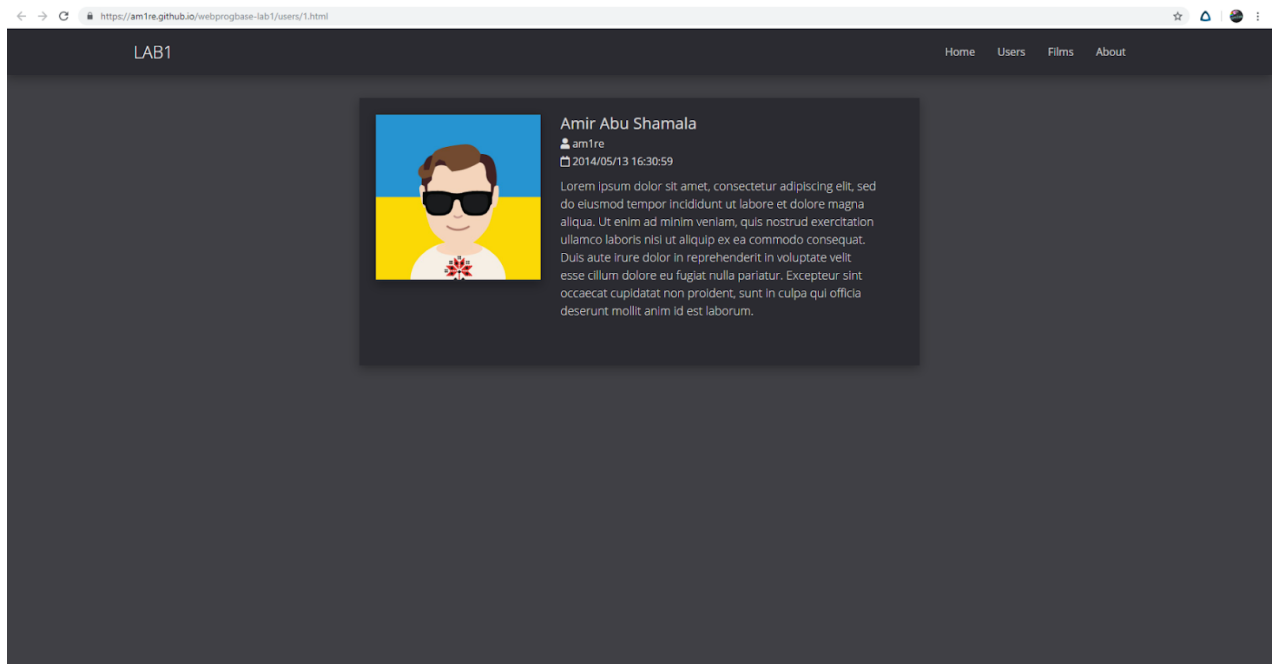 https://am1re.github.io/webprogbase-lab1/users/1.html
LAB1
Home Users Films About
Amir Abu Shamala
am1re
2014/05/13 16:30:59
Lorem ipsum dolor sit amet, consectetur adipiscing elit, sed
do eiusmod tempor incididunt ut labore et dolore magna
aliqua. Ut enim ad minim veniam, quis nostrud exercitation
ullamco laboris nisi ut aliquip ex ea commodo consequat.
Duis aute irure dolor in reprehenderit in voluptate velit
esse cillum dolore eu fugiat nulla pariatur. Excepteur sint
occaecat cupidatat non proident, sunt in culpa qui officia
deserunt mollit anim id est laborum.